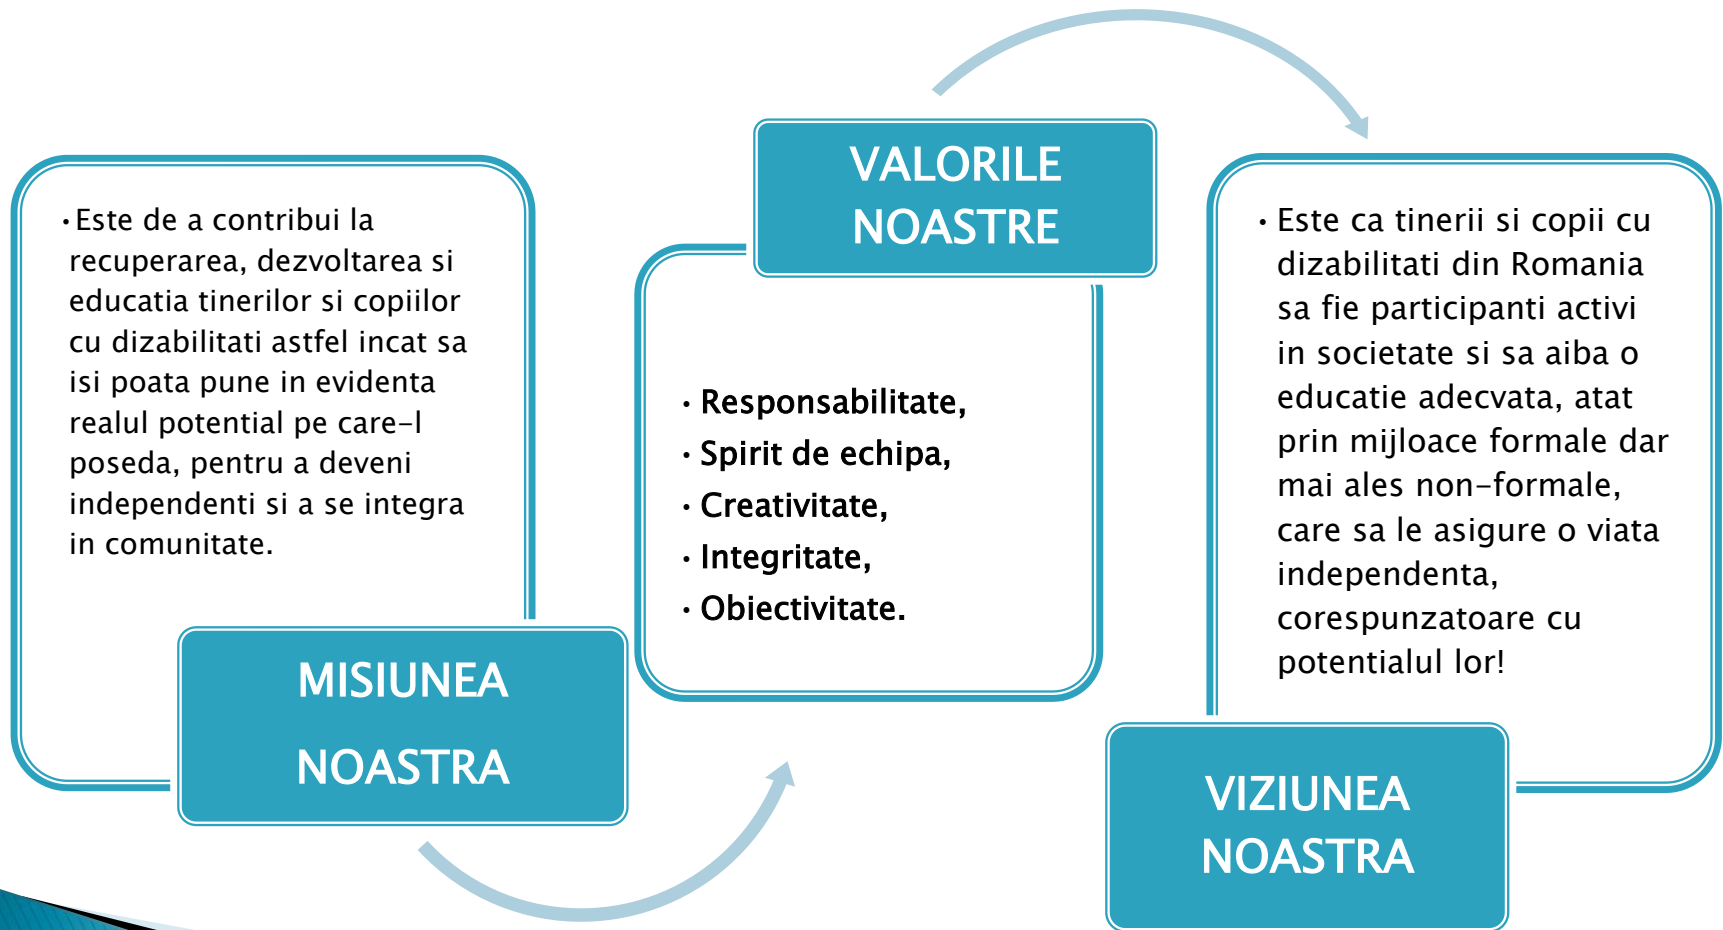 ·Este de a contribui la
recuperarea, dezvoltarea si
educatia tinerilor si copiilor
cu dizabilitati astfel incat sa
isi poata pune in evidenta
realul potential pe care-l
poseda, pentru a deveni
independenti si a se integra
in comunitate.
MISIUNEA
NOASTRA
VALORILE
NOASTRE
· Responsabilitate,
· Spirit de echipa,
· Creativitate,
· Integritate,
· Obiectivitate.
· Este ca tinerii si copii cu
dizabilitati din Romania
sa fie participanti activi
in societate si sa aiba o
educatie adecvata, atat
prin mijloace formale dar
mai ales non-formale,
care sa le asigure o viata
independenta,
corespunzatoare cu
potentialul lor!
VIZIUNEA
NOASTRA